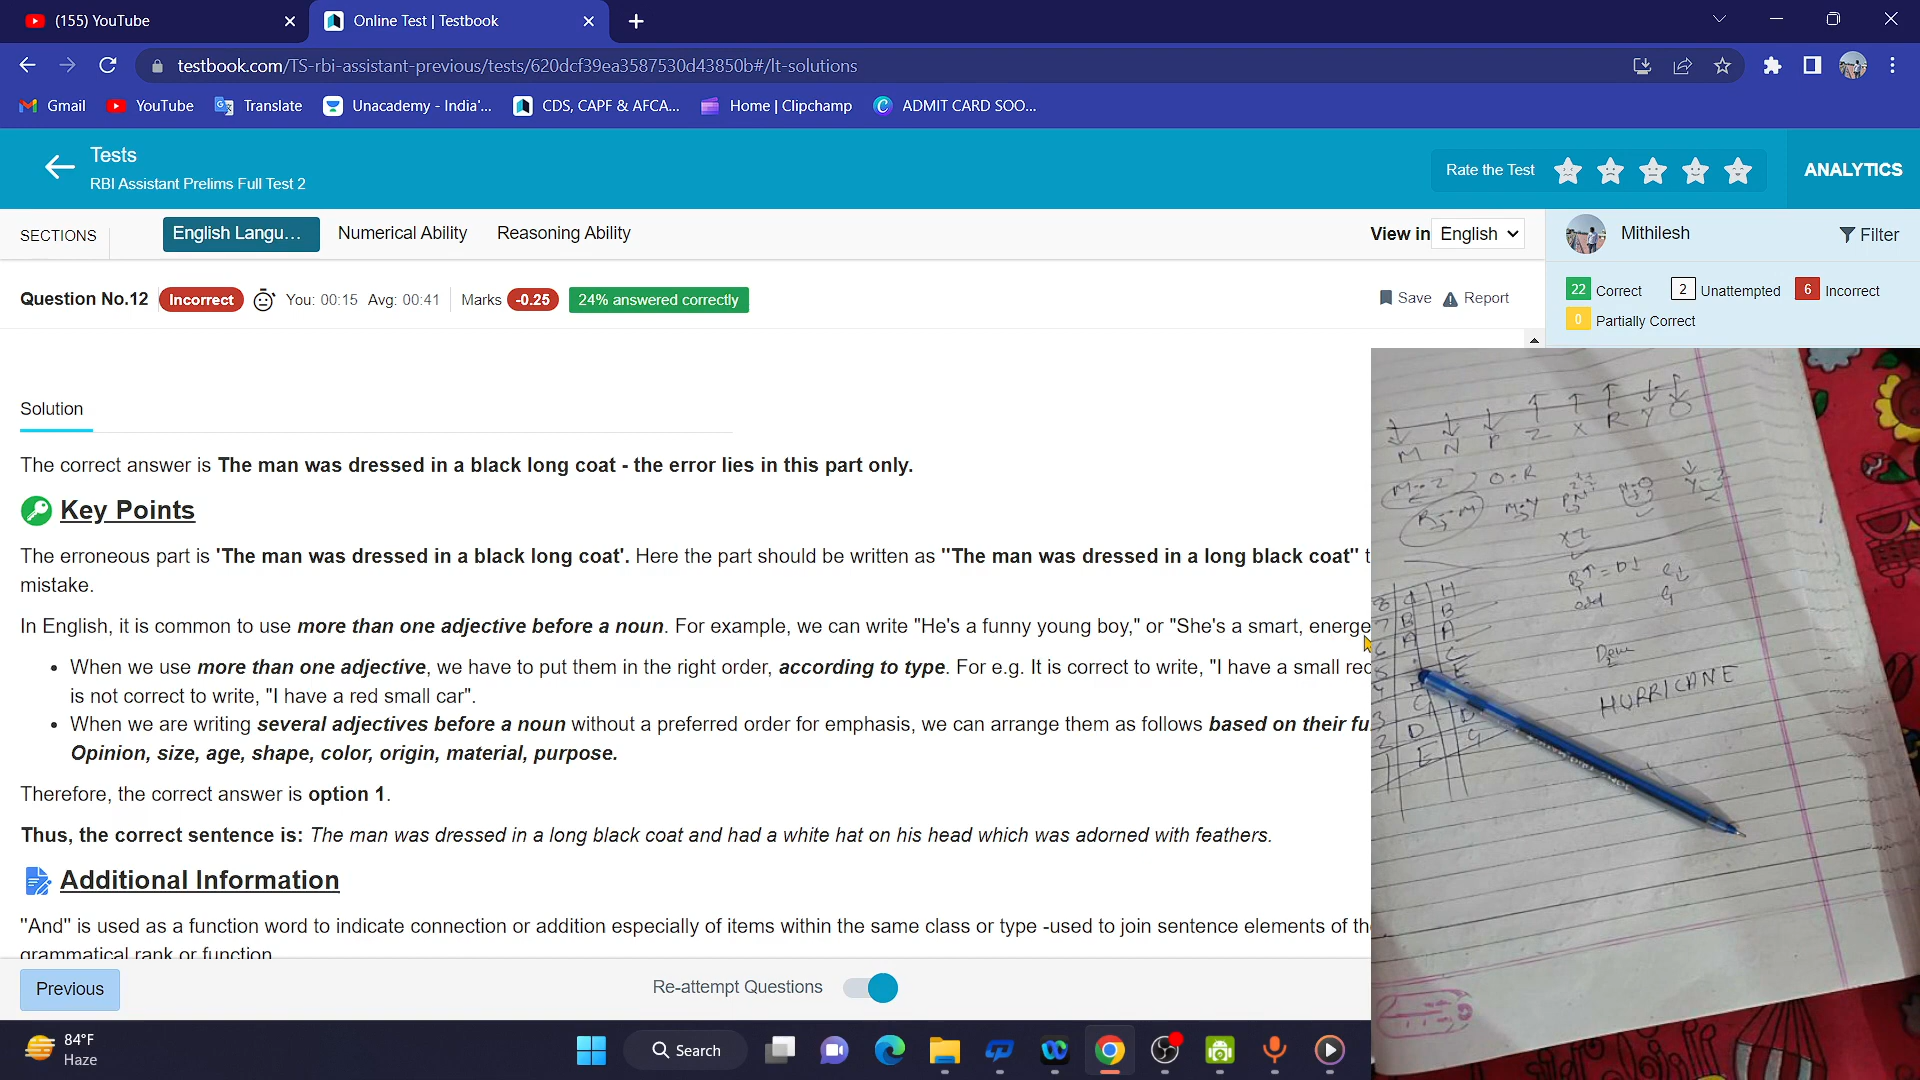 (155) YouTube
Online Test | Testbook
testbook.com/TS-rbi-assistant-previous/tests/620dcf39ea3587530d43850b#/lt-solutions
Gmail
YouTube
Translate
Unacademy - India'...
CDS, CAPF & AFCA...
Home | Clipchamp
ADMIT CARD SOO...
Tests
RBI Assistant Prelims Full Test 2
Rate the Test
ANALYTICS
SECTIONS
English Langu...
Numerical Ability
Reasoning Ability
View in English
Mithilesh
Filter
Question No.12 Incorrect You: 00:15 Avg: 00:41 Marks -0.25 24% answered correctly
Save Report
22 Correct 2 Unattempted 6 Incorrect
0 Partially Correct
Solution
The correct answer is The man was dressed in a black long coat - the error lies in this part only.
Key Points
The erroneous part is 'The man was dressed in a black long coat'. Here the part should be written as "The man was dressed in a long black coat" t
mistake.
In English, it is common to use more than one adjective before a noun. For example, we can write "He's a funny young boy," or "She's a smart, energe
• When we use more than one adjective, we have to put them in the right order, according to type. For e.g. It is correct to write, "I have a small red
is not correct to write, "I have a red small car".
• When we are writing several adjectives before a noun without a preferred order for emphasis, we can arrange them as follows based on their fu
Opinion, size, age, shape, color, origin, material, purpose.
Therefore, the correct answer is option 1.
Thus, the correct sentence is: The man was dressed in a long black coat and had a white hat on his head which was adorned with feathers.
Additional Information
"And" is used as a function word to indicate connection or addition especially of items within the same class or type -used to join sentence elements of th
grammatical rank or function
Previous
Re-attempt Questions
M N P Z X R Y O
O = R
HURRICANE
84°F
Haze
Search